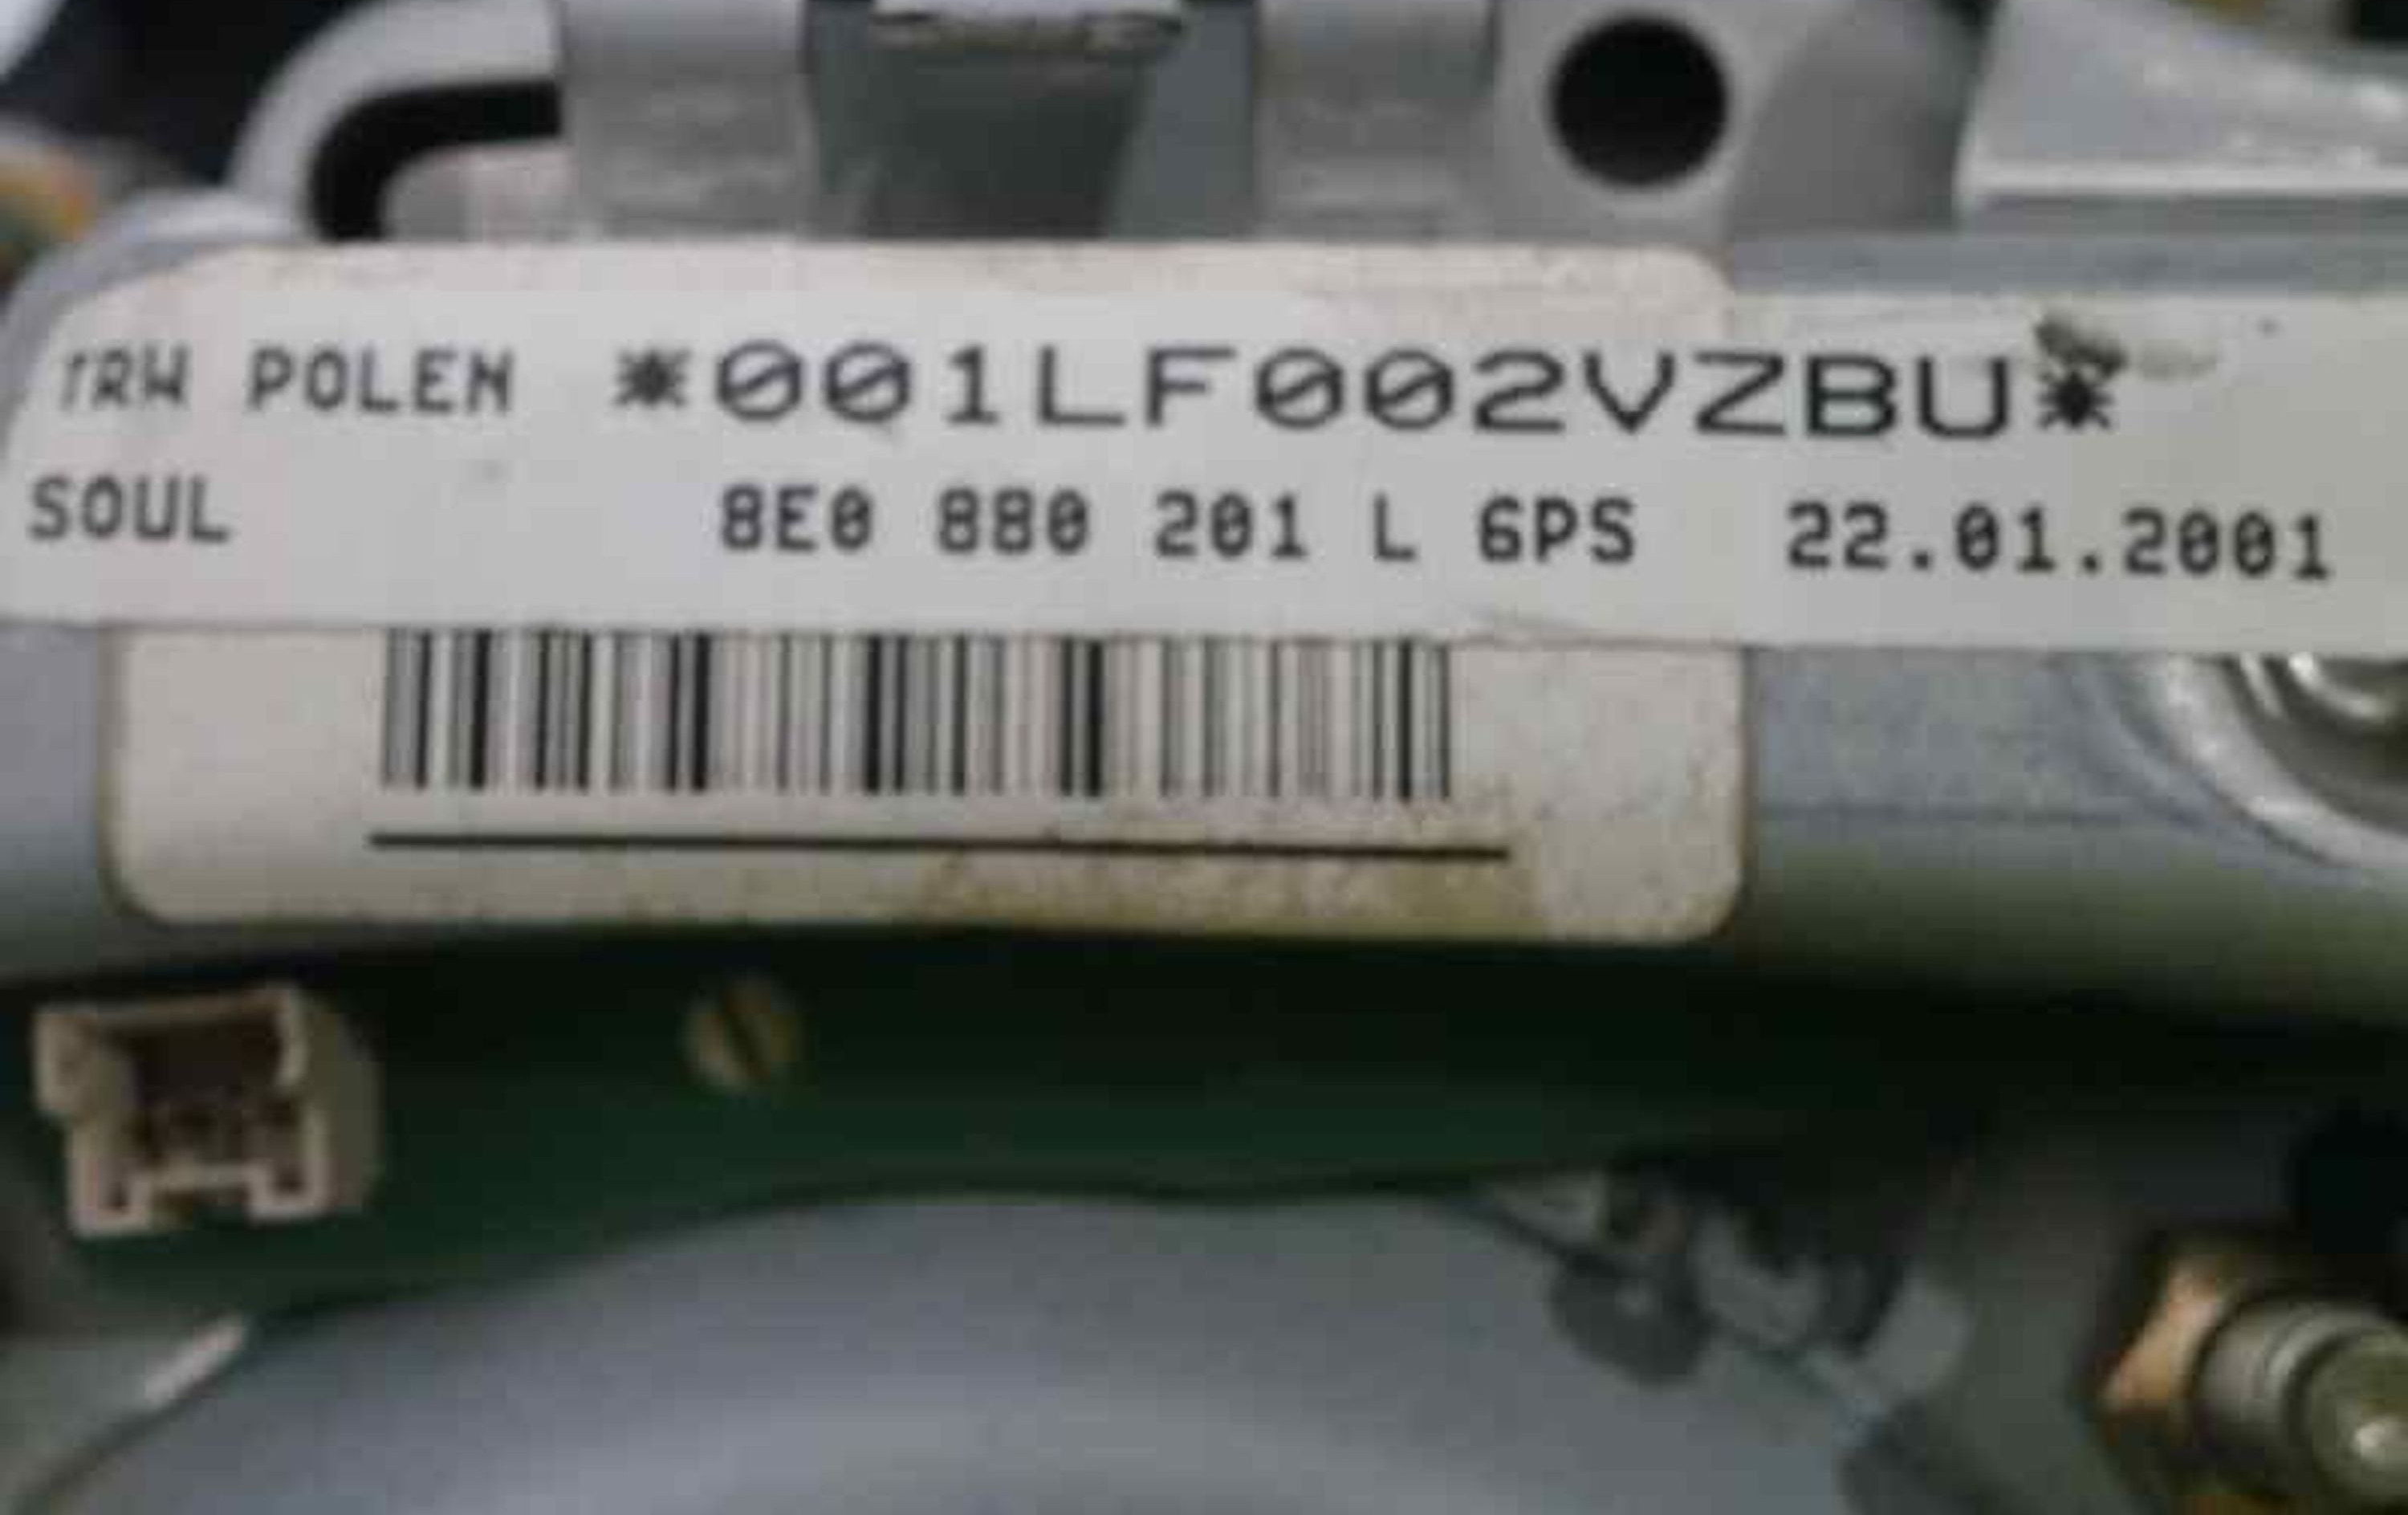 TRW POLEN *001LF002VZBU*
SOUL 8E0 880 201 L 6PS 22.01.2001